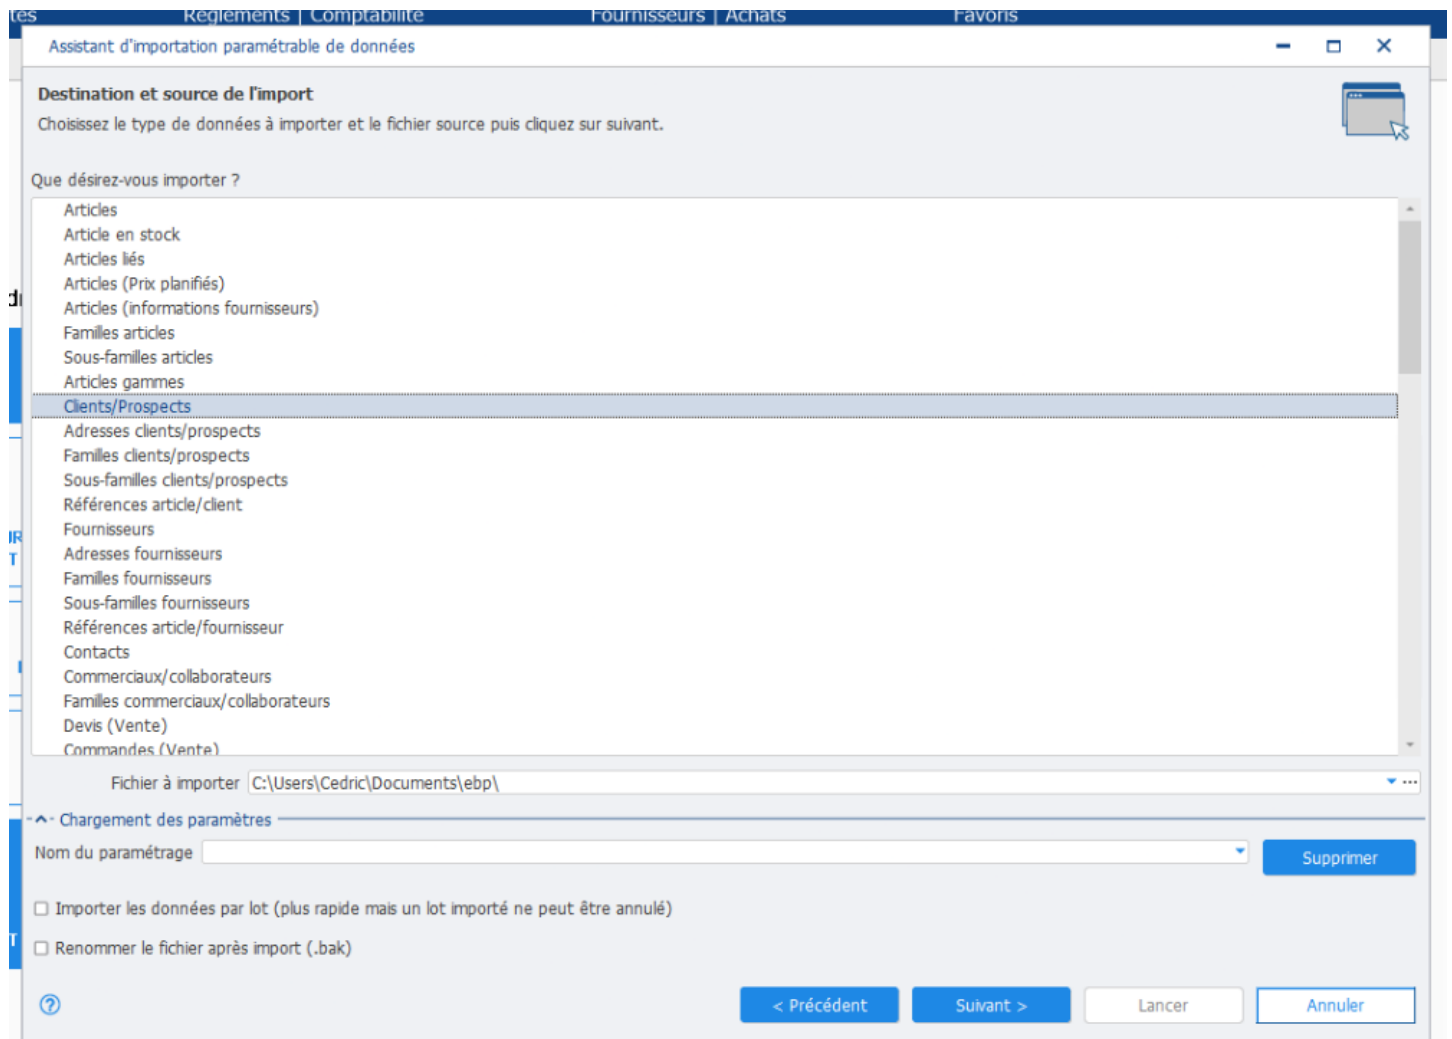 Règlements | Comptabilité Fournisseurs | Achats Favoris
Assistant d'importation paramétrable de données
Destination et source de l'import
Choisissez le type de données à importer et le fichier source puis cliquez sur suivant.
Que désirez-vous importer ?
Articles
Article en stock
Articles liés
Articles (Prix planifiés)
Articles (informations fournisseurs)
Familles articles
Sous-familles articles
Articles gammes
Clients/Prospects
Adresses clients/prospects
Familles clients/prospects
Sous-familles clients/prospects
Références article/client
Fournisseurs
Adresses fournisseurs
Familles fournisseurs
Sous-familles fournisseurs
Références article/fournisseur
Contacts
Commerciaux/collaborateurs
Familles commerciaux/collaborateurs
Devis (Vente)
Commandes (Vente)
Fichier à importer C:\Users\Cedric\Documents\ebp\
Chargement des paramètres
Nom du paramétrage
Supprimer
Importer les données par lot (plus rapide mais un lot importé ne peut être annulé)
Renommer le fichier après import (.bak)
? < Précédent Suivant > Lancer Annuler